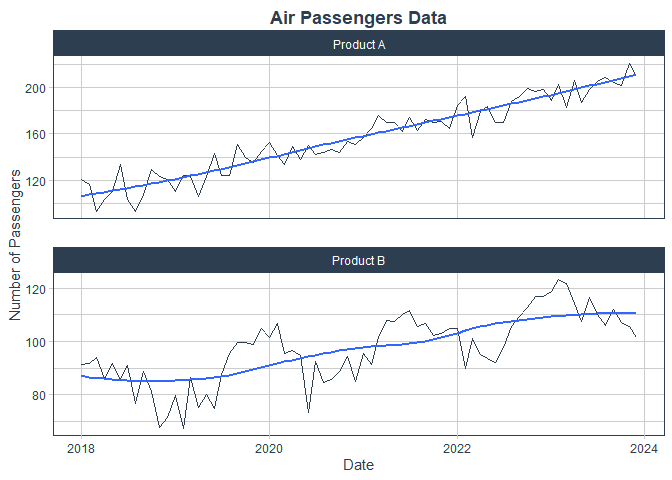 Air Passengers Data
Product A
200
160
120
Number of Passengers
Product B
120
100
80
2018
2020
2022
2024
Date